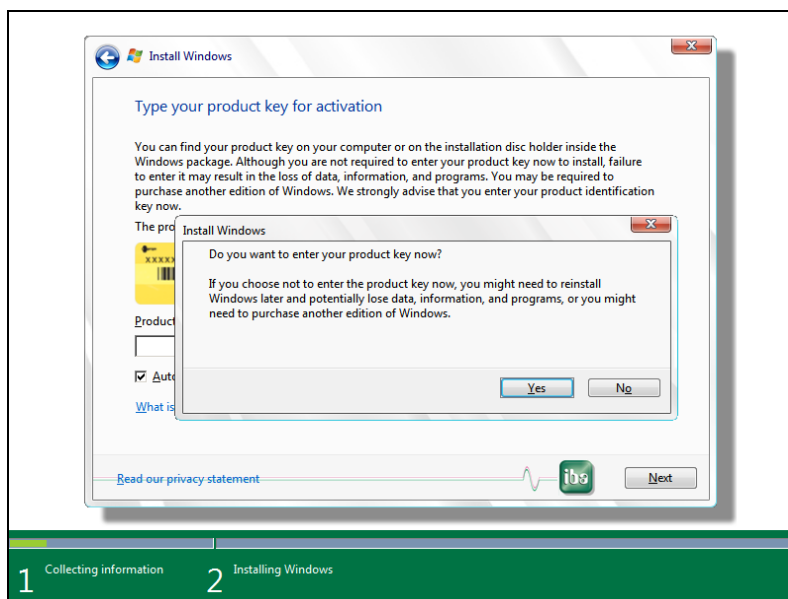 Install Windows
Type your product key for activation
You can find your product key on your computer or on the installation disc holder inside the
Windows package. Although you are not required to enter your product key now to install, failure
to enter it may result in the loss of data, information, and programs. You may be required to
purchase another edition of Windows. We strongly advise that you enter your product identification
key now.
The pro
Install Windows
Do you want to enter your product key now?
If you choose not to enter the product key now, you might need to reinstall
Windows later and potentially lose data, information, and programs, or you might
need to purchase another edition of Windows.
XXXXX
Product
Auto
Yes No
What is
Read our privacy statement
iba
Next
1 Collecting information 2 Installing Windows